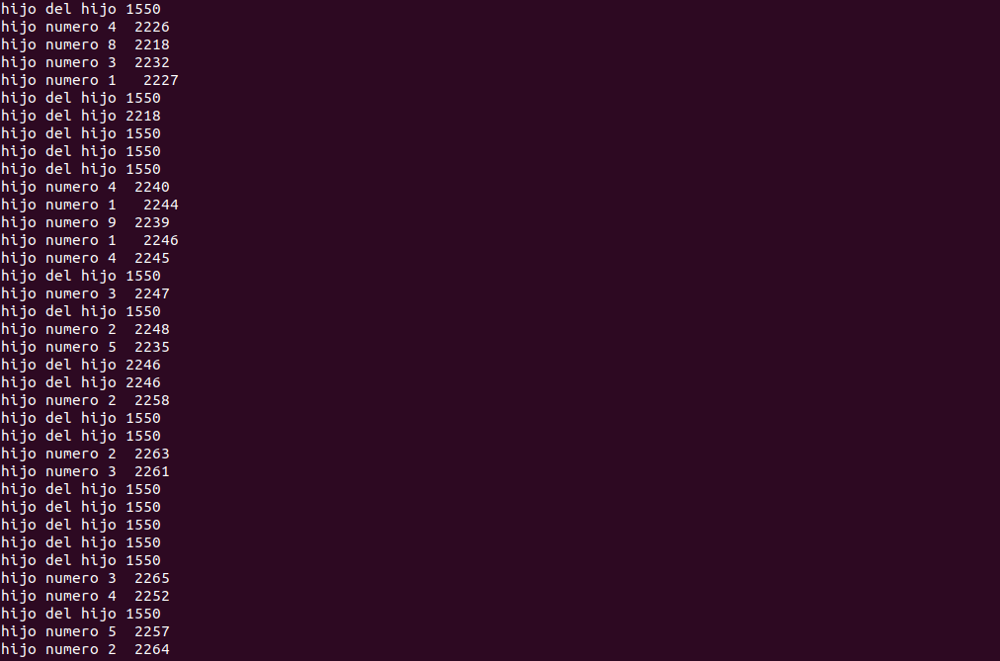 hijo del hijo 1550
hijo numero 4  2226
hijo numero 8  2218
hijo numero 3  2232
hijo numero 1   2227
hijo del hijo 1550
hijo del hijo 2218
hijo del hijo 1550
hijo del hijo 1550
hijo del hijo 1550
hijo numero 4  2240
hijo numero 1   2244
hijo numero 9  2239
hijo numero 1   2246
hijo numero 4  2245
hijo del hijo 1550
hijo numero 3  2247
hijo del hijo 1550
hijo numero 2  2248
hijo numero 5  2235
hijo del hijo 2246
hijo del hijo 2246
hijo numero 2  2258
hijo del hijo 1550
hijo del hijo 1550
hijo numero 2  2263
hijo numero 3  2261
hijo del hijo 1550
hijo del hijo 1550
hijo del hijo 1550
hijo del hijo 1550
hijo del hijo 1550
hijo numero 3  2265
hijo numero 4  2252
hijo del hijo 1550
hijo numero 5  2257
hijo numero 2  2264